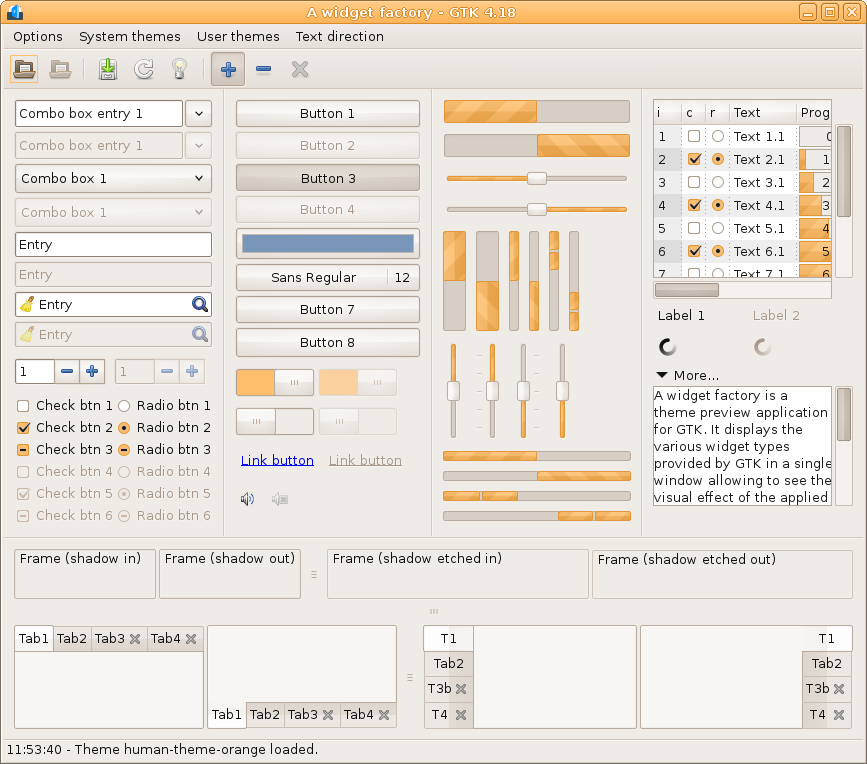 A widget factory - GTK 4.18
Options System themes User themes Text direction
Combo box entry 1
Combo box entry 1
Combo box 1
Combo box 1
Entry
Entry
Entry
Entry
1 1
Check btn 1 Radio btn 1
Check btn 2 Radio btn 2
Check btn 3 Radio btn 3
Check btn 4 Radio btn 4
Check btn 5 Radio btn 5
Check btn 6 Radio btn 6
Button 1
Button 2
Button 3
Button 4
Sans Regular 12
Button 7
Button 8
Link button Link button
i c r Text Prog
1 Text 1.1 0
2 Text 2.1 1
3 Text 3.1 2
4 Text 4.1 3
5 Text 5.1 4
6 Text 6.1 5
7 Text 7.1 6
Label 1 Label 2
More...
A widget factory is a
theme preview application
for GTK. It displays the
various widget types
provided by GTK in a single
window allowing to see the
visual effect of the applied
Frame (shadow in) Frame (shadow out) Frame (shadow etched in) Frame (shadow etched out)
Tab1 Tab2 Tab3 Tab4
Tab1 Tab2 Tab3 Tab4
T1
Tab2
T3b
T4
T1
Tab2
T3b
T4
11:53:40 - Theme human-theme-orange loaded.